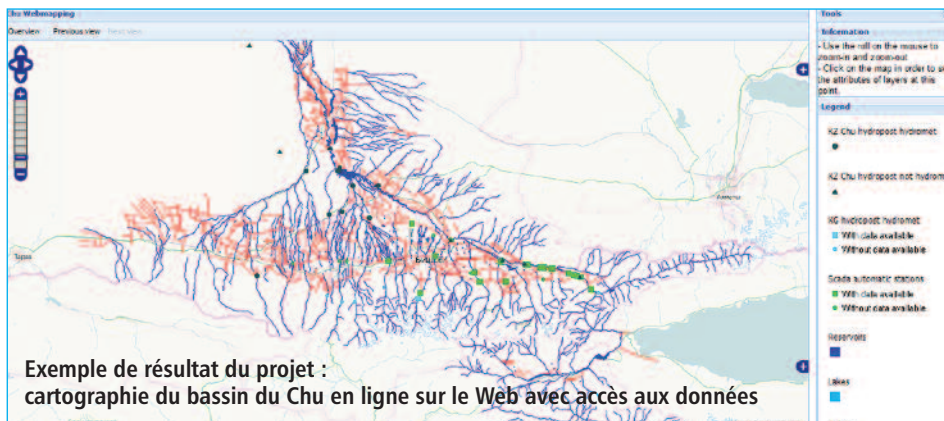 Chu Webmapping
Overview Previous view Next view
Tools
Information
- Use the roll on the mouse to
zoom-in and zoom-out
- Click on the map in order to
the attributes of layers at this
point.
Legend
KZ Chu hydropost hydromet
KZ Chu hydropost not
KG hydropost hydromet
With data available
Without data available
Scada automatic stations
With data available
Without data available
Reservoirs
Lakes
Exemple de résultat du projet :
cartographie du bassin du Chu en ligne sur le Web avec accès aux données